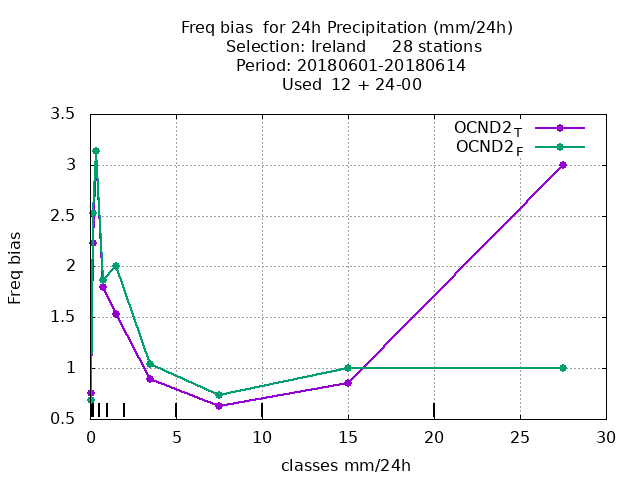 Freq bias  for 24h Precipitation (mm/24h)
Selection: Ireland     28 stations
Period: 20180601-20180614
Used  12 + 24-00
OCND2_T
OCND2_F
Freq bias
3.5
3
2.5
2
1.5
1
0.5
0 5 10 15 20 25 30
classes mm/24h